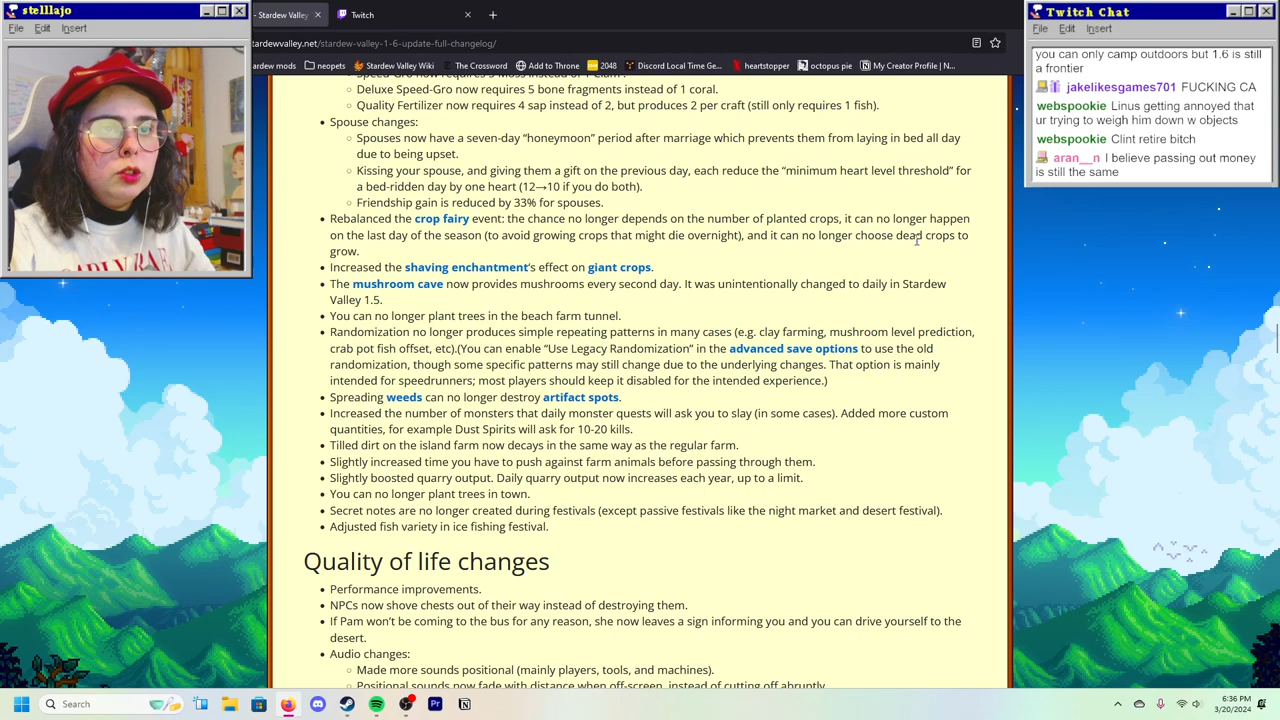 stelllajo
File Edit Insert
- Stardew Valley
Twitch
tardewvalley.net/stardew-valley-1-6-update-full-changelog/
ardew mods neopets Stardew Valley Wiki The Crossword Add to Throne 2048 Discord Local Time Ge... heartstopper octopus pie My Creator Profile | N...
Deluxe Speed-Gro now requires 5 bone fragments instead of 1 coral.
Quality Fertilizer now requires 4 sap instead of 2, but produces 2 per craft (still only requires 1 fish).
Spouse changes:
Spouses now have a seven-day “honeymoon” period after marriage which prevents them from laying in bed all day
due to being upset.
Kissing your spouse, and giving them a gift on the previous day, each reduce the “minimum heart level threshold” for
a bed-ridden day by one heart (12→10 if you do both).
Friendship gain is reduced by 33% for spouses.
Rebalanced the crop fairy event: the chance no longer depends on the number of planted crops, it can no longer happen
on the last day of the season (to avoid growing crops that might die overnight), and it can no longer choose dead crops to
grow.
Increased the shaving enchantment’s effect on giant crops.
The mushroom cave now provides mushrooms every second day. It was unintentionally changed to daily in Stardew
Valley 1.5.
You can no longer plant trees in the beach farm tunnel.
Randomization no longer produces simple repeating patterns in many cases (e.g. clay farming, mushroom level prediction,
crab pot fish offset, etc).(You can enable “Use Legacy Randomization” in the advanced save options to use the old
randomization, though some specific patterns may still change due to the underlying changes. That option is mainly
intended for speedrunners; most players should keep it disabled for the intended experience.)
Spreading weeds can no longer destroy artifact spots.
Increased the number of monsters that daily monster quests will ask you to slay (in some cases). Added more custom
quantities, for example Dust Spirits will ask for 10-20 kills.
Tilled dirt on the island farm now decays in the same way as the regular farm.
Slightly increased time you have to push against farm animals before passing through them.
Slightly boosted quarry output. Daily quarry output now increases each year, up to a limit.
You can no longer plant trees in town.
Secret notes are no longer created during festivals (except passive festivals like the night market and desert festival).
Adjusted fish variety in ice fishing festival.
Quality of life changes
Performance improvements.
NPCs now shove chests out of their way instead of destroying them.
If Pam won’t be coming to the bus for any reason, she now leaves a sign informing you and you can drive yourself to the
desert.
Audio changes:
Made more sounds positional (mainly players, tools, and machines).
Positional sounds now fade with distance when off-screen, instead of cutting off abruptly.
Twitch Chat
File Edit Insert
you can only camp outdoors but 1.6 is still
a frontier
jakelikesgames701 FUCKING CA
webspookie Linus getting annoyed that
ur trying to weigh him down w objects
webspookie Clint retire bitch
aran__n I believe passing out money
is still the same
Search
6:36 PM
3/20/2024